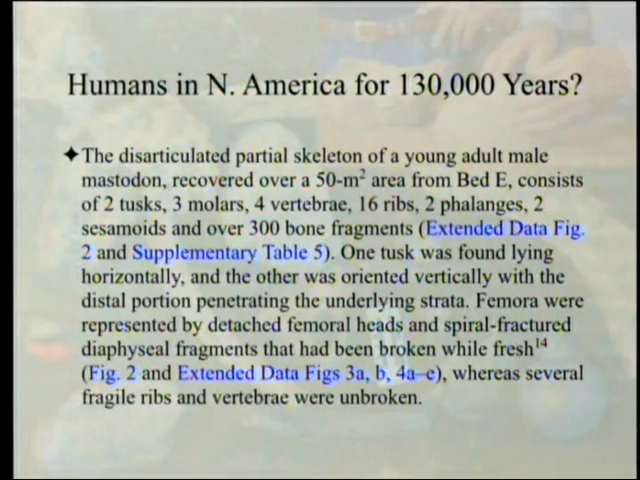 Humans in N. America for 130,000 Years?
✦The disarticulated partial skeleton of a young adult male
mastodon, recovered over a 50-m² area from Bed E, consists
of 2 tusks, 3 molars, 4 vertebrae, 16 ribs, 2 phalanges, 2
sesamoids and over 300 bone fragments (Extended Data Fig.
2 and Supplementary Table 5). One tusk was found lying
horizontally, and the other was oriented vertically with the
distal portion penetrating the underlying strata. Femora were
represented by detached femoral heads and spiral-fractured
diaphyseal fragments that had been broken while fresh¹⁴
(Fig. 2 and Extended Data Figs 3a, b, 4a–e), whereas several
fragile ribs and vertebrae were unbroken.